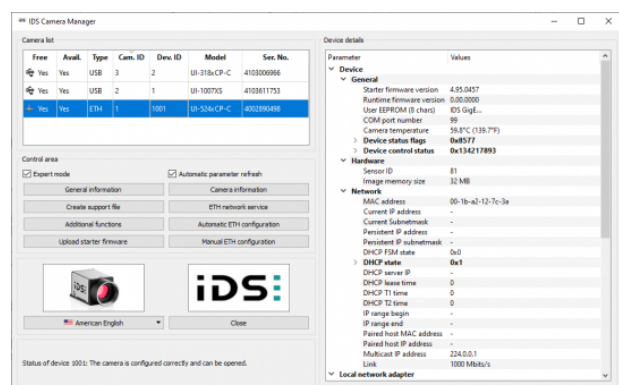 IDS Camera Manager
Camera list
Free Avail. Type Cam. ID Dev. ID Model Ser. No.
Yes Yes USB 3 2 UI-318xCP-C 4103006966
Yes Yes USB 2 1 UI-1007XS 4103611753
Yes Yes ETH 1 1001 UI-524xCP-C 4002890498
Control area
Expert mode Automatic parameter refresh
General information Camera information
Create support file ETH network service
Additional functions Automatic ETH configuration
Upload starter firmware Manual ETH configuration
iDS:
American English Close
Status of device 1001: The camera is configured correctly and can be opened.
Device details
Parameter Values
Device
General
Starter firmware version 4.95.0457
Runtime firmware version 0.00.0000
User EEPROM (8 chars) IDS GigE...
COM port number 99
Camera temperature 59.8°C (139.7°F)
Device status flags 0x8577
Device control status 0x134217893
Hardware
Sensor ID 81
Image memory size 32 MB
Network
MAC address 00-1b-a2-12-7c-3a
Current IP address -
Current Subnetmask -
Persistent IP address -
Persistent IP subnetmask -
DHCP FSM state 0x0
DHCP state 0x1
DHCP server IP -
DHCP lease time 0
DHCP T1 time 0
DHCP T2 time 0
IP range begin -
IP range end -
Paired host MAC address -
Paired host IP address -
Multicast IP address 224.0.0.1
Link 1000 Mbits/s
Local network adapter